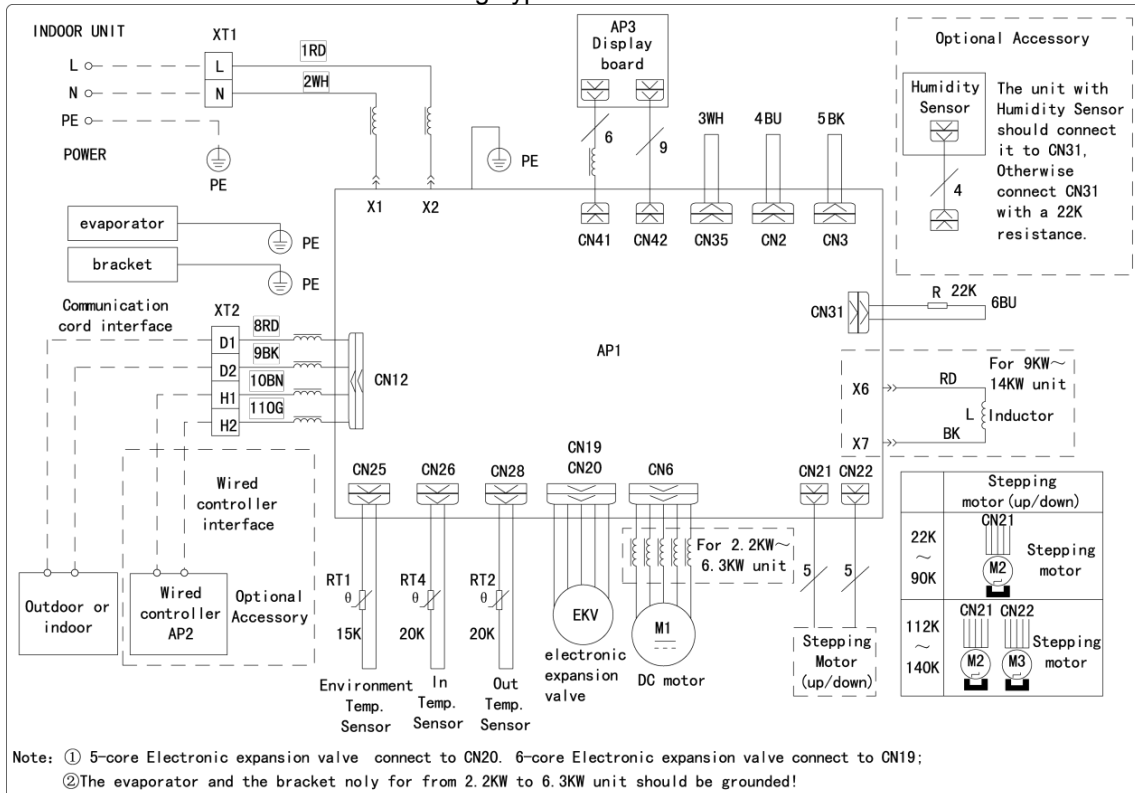 INDOOR UNIT
XT1
L
N
PE
POWER
L
N
1RD
2WH
PE
X1
X2
PE
AP3
Display
board
6
9
3WH
4BU
5BK
CN41
CN42
CN35
CN2
CN3
Optional Accessory
Humidity
Sensor
4
The unit with
Humidity Sensor
should connect
it to CN31,
Otherwise
connect CN31
with a 22K
resistance.
evaporator
PE
bracket
PE
Communication
cord interface
XT2
D1
D2
H1
H2
8RD
9BK
10BN
11OG
CN12
AP1
CN31
R 22K
6BU
For 9KW~
14KW unit
X6
RD
L
Inductor
X7
BK
CN25
CN26
CN28
CN19
CN20
CN6
CN21
CN22
Wired
controller
interface
Outdoor or
indoor
Wired
controller
AP2
Optional
Accessory
RT1
θ
15K
RT4
θ
20K
RT2
θ
20K
Environment
Temp.
Sensor
In
Temp.
Sensor
Out
Temp.
Sensor
EKV
electronic
expansion
valve
For 2.2KW~
6.3KW unit
M1
DC motor
5
5
Stepping
Motor
(up/down)
Stepping
motor(up/down)
22K
~
90K
CN21
M2
Stepping
motor
112K
~
140K
CN21 CN22
M2
M3
Stepping
motor
Note: ① 5-core Electronic expansion valve connect to CN20. 6-core Electronic expansion valve connect to CN19;
②The evaporator and the bracket noly for from 2.2KW to 6.3KW unit should be grounded!